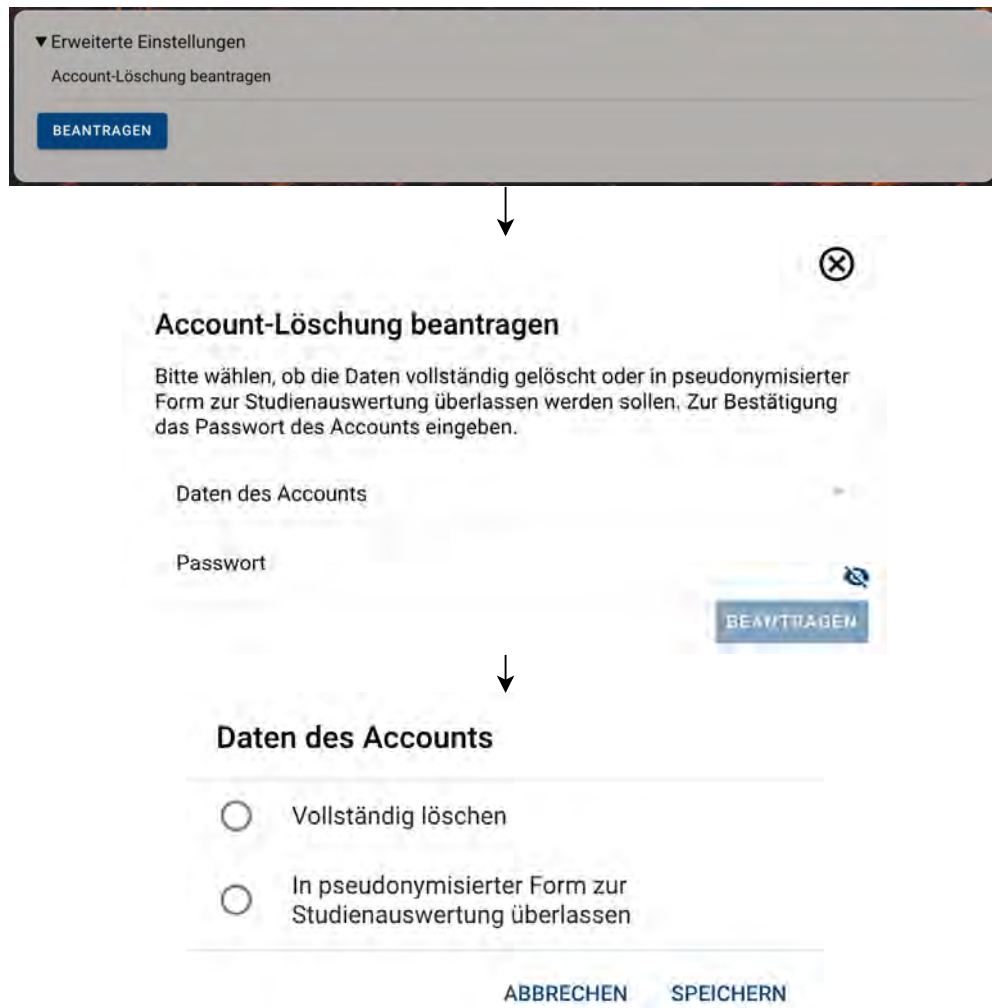 ▼ Erweiterte Einstellungen
Account-Löschung beantragen
BEANTRAGEN
Account-Löschung beantragen
Bitte wählen, ob die Daten vollständig gelöscht oder in pseudonymisierter
Form zur Studienauswertung überlassen werden sollen. Zur Bestätigung
das Passwort des Accounts eingeben.
Daten des Accounts
Passwort
BEANTRAGEN
Daten des Accounts
Vollständig löschen
In pseudonymisierter Form zur
Studienauswertung überlassen
ABBRECHEN SPEICHERN